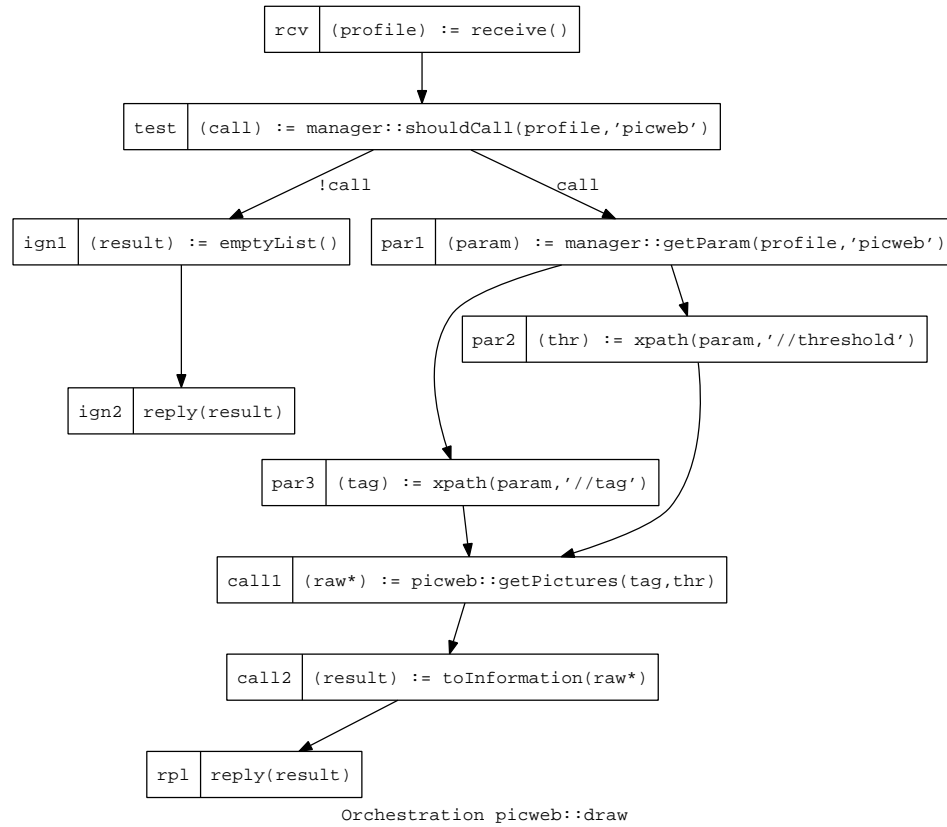 rcv (profile) := receive()
test (call) := manager::shouldCall(profile,'picweb')
!call call
ign1 (result) := emptyList() par1 (param) := manager::getParam(profile,'picweb')
par2 (thr) := xpath(param,'//threshold')
ign2 reply(result)
par3 (tag) := xpath(param,'//tag')
call1 (raw*) := picweb::getPictures(tag,thr)
call2 (result) := toInformation(raw*)
rpl reply(result)
Orchestration picweb::draw